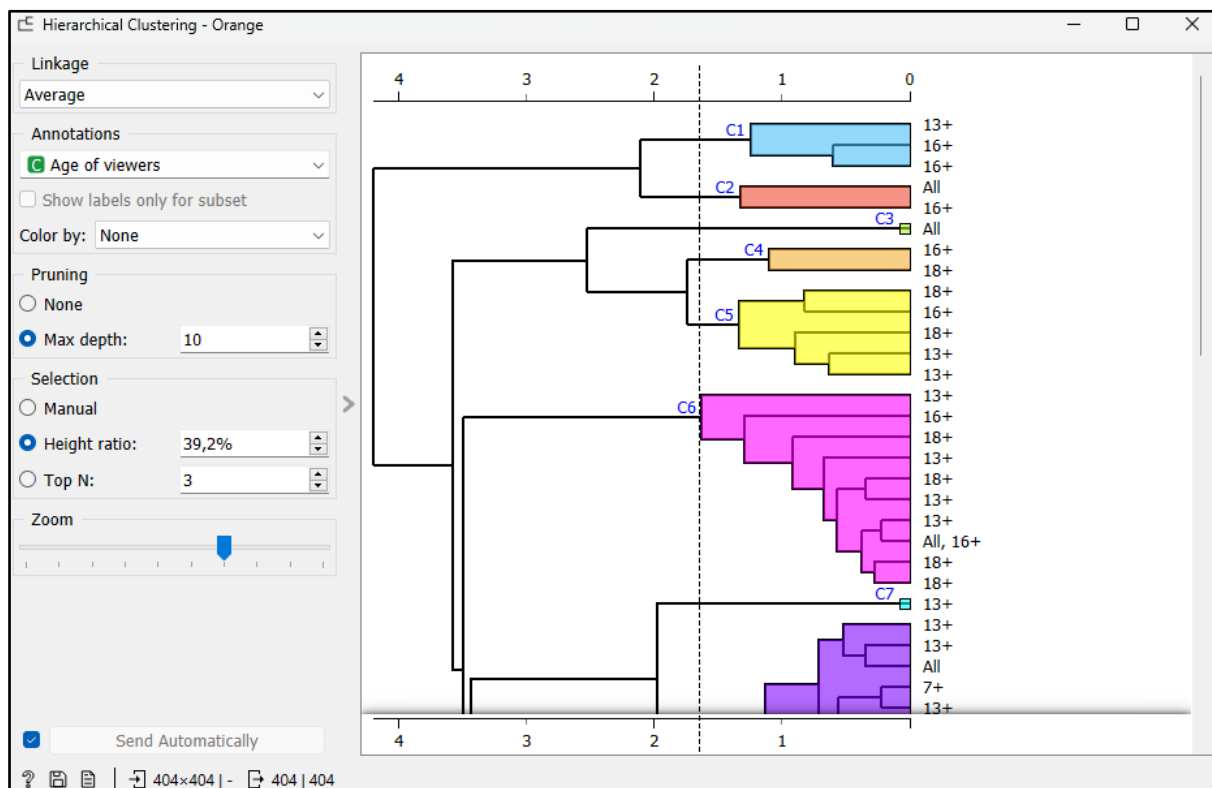 Hierarchical Clustering - Orange
Linkage
Average
Annotations
C Age of viewers
Show labels only for subset
Color by: None
Pruning
None
Max depth: 10
Selection
Manual
Height ratio: 39,2%
Top N: 3
Zoom
Send Automatically
? 404×404 | - 404 | 404
4 3 2 1 0
C1 13+
16+
16+
C2 All
16+
C3 All
C4 16+
18+
18+
C5 16+
18+
13+
13+
C6 13+
16+
18+
13+
18+
13+
13+
All, 16+
18+
18+
C7 13+
13+
13+
All
7+
13+
4 3 2 1